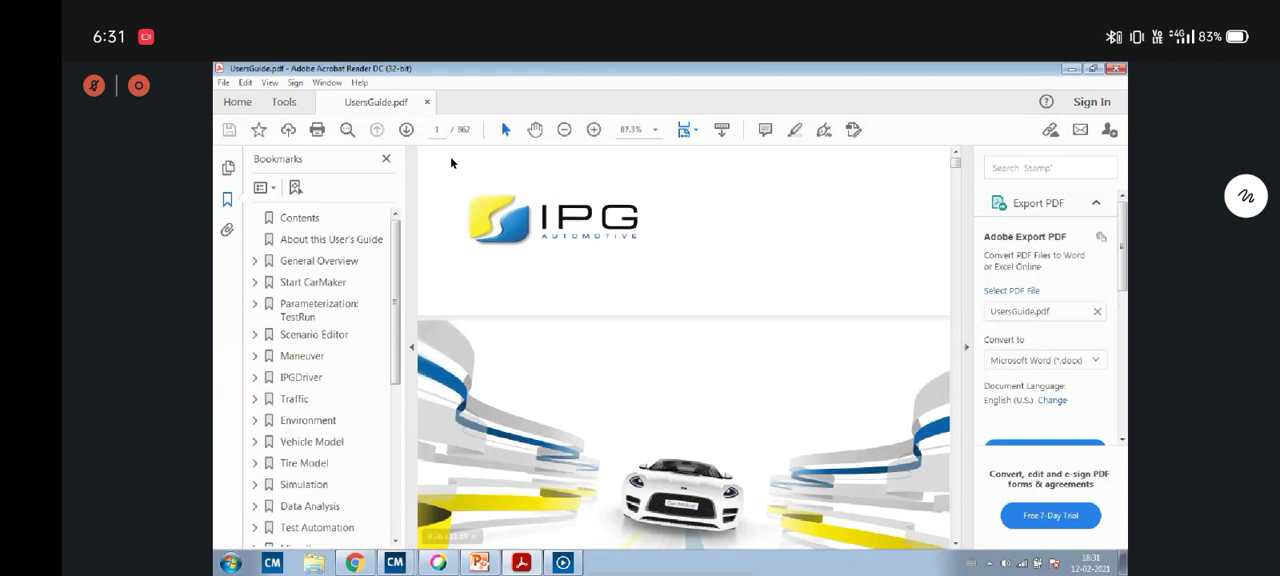 6:31
VO LTE 4G 83%
UsersGuide.pdf - Adobe Acrobat Reader DC (32-bit)
File Edit View Sign Window Help
Home Tools UsersGuide.pdf × Sign In
1 / 862 87.3%
Bookmarks
Contents
About this User's Guide
General Overview
Start CarMaker
Parameterization:
TestRun
Scenario Editor
Maneuver
IPGDriver
Traffic
Environment
Vehicle Model
Tire Model
Simulation
Data Analysis
Test Automation
IPG
AUTOMOTIVE
Search 'Stamp'
Export PDF
Adobe Export PDF
Convert PDF Files to Word
or Excel Online
Select PDF File
UsersGuide.pdf
Convert to
Microsoft Word (*.docx)
Document Language:
English (U.S.) Change
Convert, edit and e-sign PDF
forms & agreements
Free 7-Day Trial
CM CM
18:31
12-02-2021